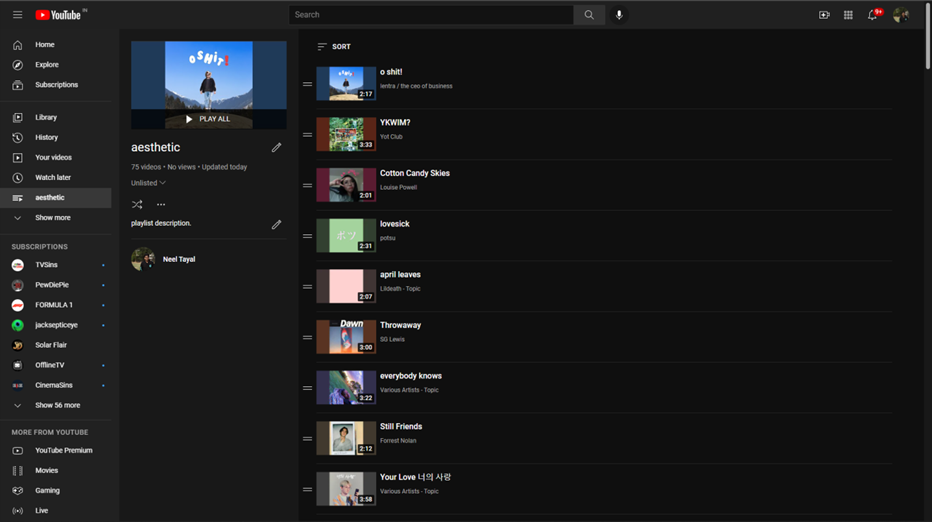 YouTube IN
Search
9+
Home
Explore
Subscriptions
Library
History
Your videos
Watch later
aesthetic
Show more
SUBSCRIPTIONS
TVSins
PewDiePie
FORMULA 1
jacksepticeye
Solar Flair
OfflineTV
CinemaSins
Show 56 more
MORE FROM YOUTUBE
YouTube Premium
Movies
Gaming
Live
o SHiT!
PLAY ALL
aesthetic
75 videos • No views • Updated today
Unlisted
playlist description.
Neel Tayal
SORT
o SHiT!
2:17
o shit!
lentra / the ceo of business
3:33
YKWIM?
Yot Club
2:01
Cotton Candy Skies
Louise Powell
ポツ
2:31
lovesick
potsu
2:07
april leaves
Lildeath - Topic
Dawn
3:00
Throwaway
SG Lewis
3:22
everybody knows
Various Artists - Topic
2:12
Still Friends
Forrest Nolan
3:58
Your Love 너의 사랑
Various Artists - Topic